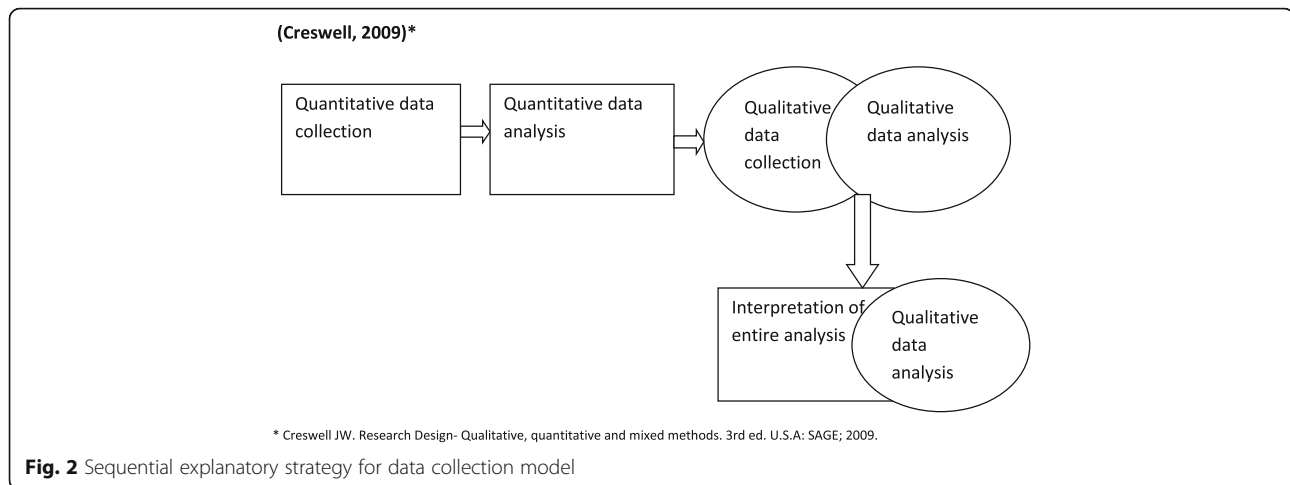 (Creswell, 2009)*
Quantitative data
collection
Quantitative data
analysis
Qualitative
data
collection
Qualitative
data analysis
Interpretation of
entire analysis
Qualitative
data
analysis
* Creswell JW. Research Design- Qualitative, quantitative and mixed methods. 3rd ed. U.S.A: SAGE; 2009.
Fig. 2 Sequential explanatory strategy for data collection model